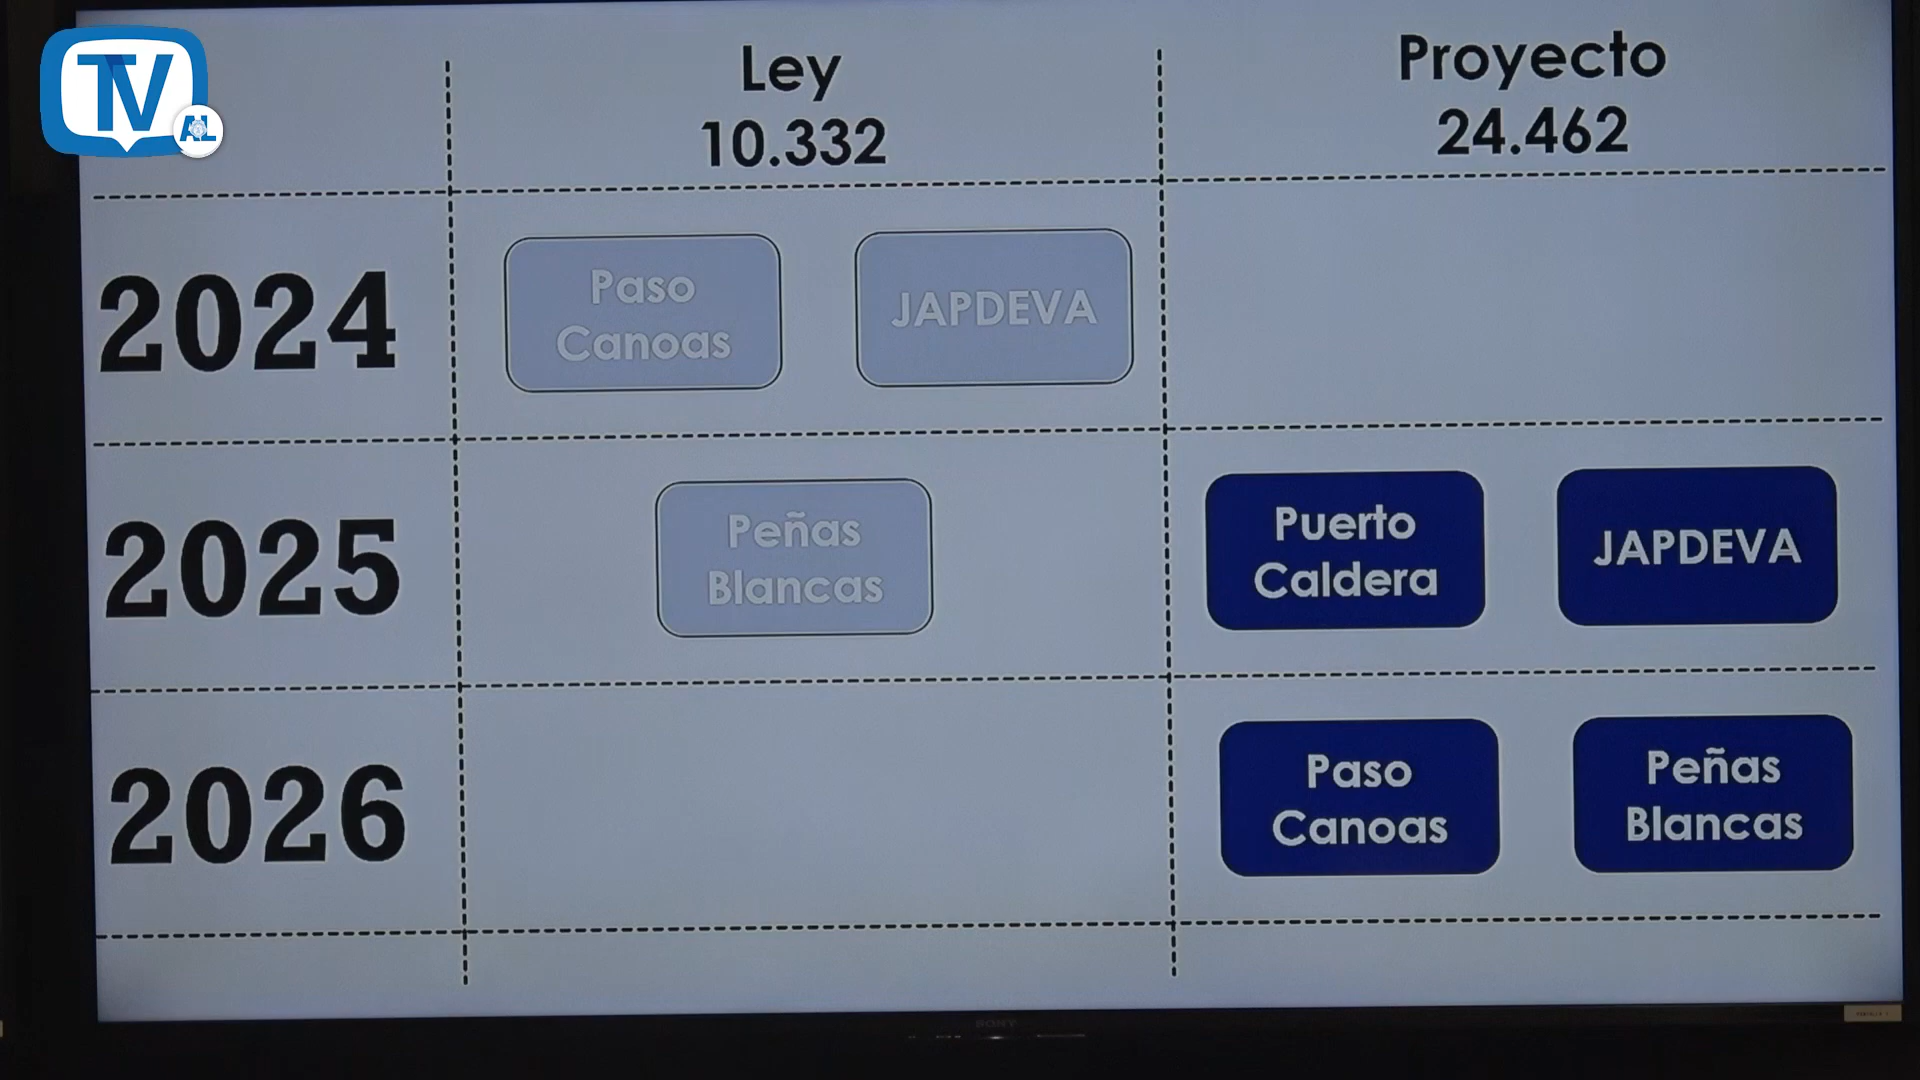 TV
AL
Ley
10.332
Proyecto
24.462
2024
Paso
Canoas
JAPDEVA
2025
Peñas
Blancas
Puerto
Caldera
JAPDEVA
2026
Paso
Canoas
Peñas
Blancas
SONY